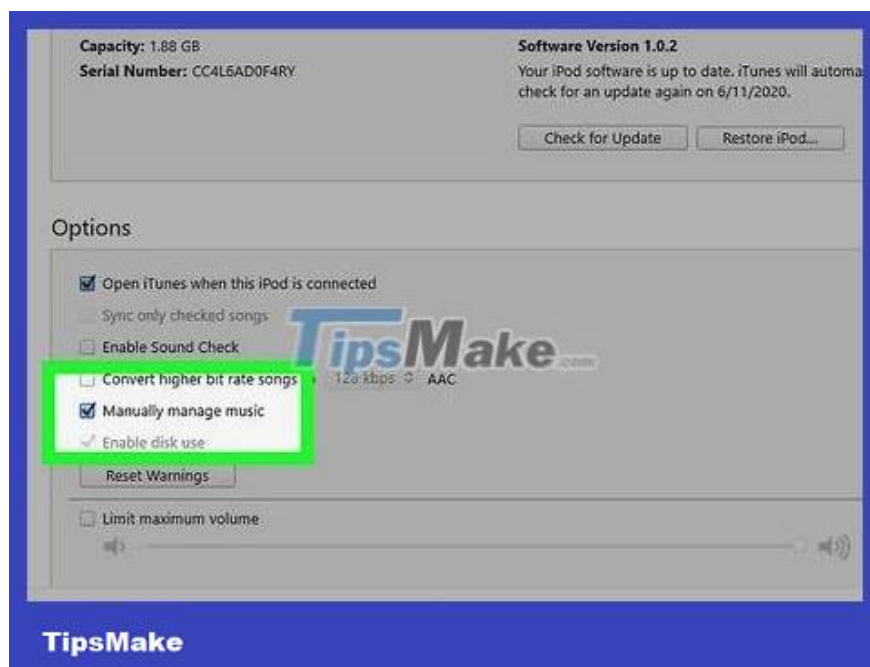 Capacity: 1.88 GB
Serial Number: CC4L6AD0F4RY
Software Version 1.0.2
Your iPod software is up to date. iTunes will automa
check for an update again on 6/11/2020.
Check for Update
Restore iPod...
Options
Open iTunes when this iPod is connected
Sync only checked songs
Enable Sound Check
TipsMake.com
Convert higher bit rate songs 128 kbps AAC
Manually manage music
Enable disk use
Reset Warnings
Limit maximum volume
TipsMake